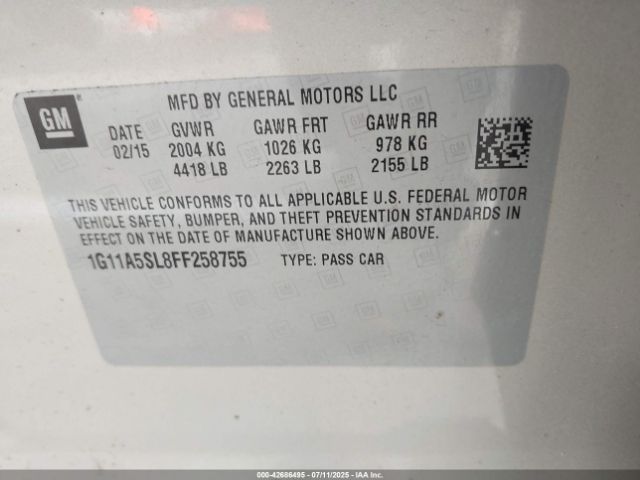 GM
MFD BY GENERAL MOTORS LLC
DATE GVWR GAWR FRT GAWR RR
02/15 2004 KG 1026 KG 978 KG
4418 LB 2263 LB 2155 LB
THIS VEHICLE CONFORMS TO ALL APPLICABLE U.S. FEDERAL MOTOR
VEHICLE SAFETY, BUMPER, AND THEFT PREVENTION STANDARDS IN
EFFECT ON THE DATE OF MANUFACTURE SHOWN ABOVE.
1G11A5SL8FF258755 TYPE: PASS CAR
000-42686495 - 07/11/2025 - IAA Inc.